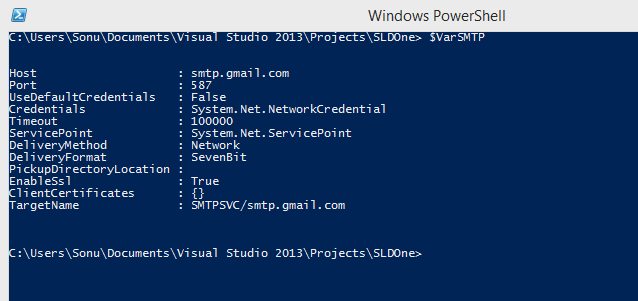 Windows PowerShell
C:\Users\Sonu\Documents\Visual Studio 2013\Projects\SLDOne> $VarSMTP
Host                  : smtp.gmail.com
Port                  : 587
UseDefaultCredentials : False
Credentials           : System.Net.NetworkCredential
Timeout               : 100000
ServicePoint          : System.Net.ServicePoint
DeliveryMethod        : Network
DeliveryFormat        : SevenBit
PickupDirectoryLocation :
EnableSsl             : True
ClientCertificates    : {}
TargetName            : SMTPSVC/smtp.gmail.com
C:\Users\Sonu\Documents\Visual Studio 2013\Projects\SLDOne>